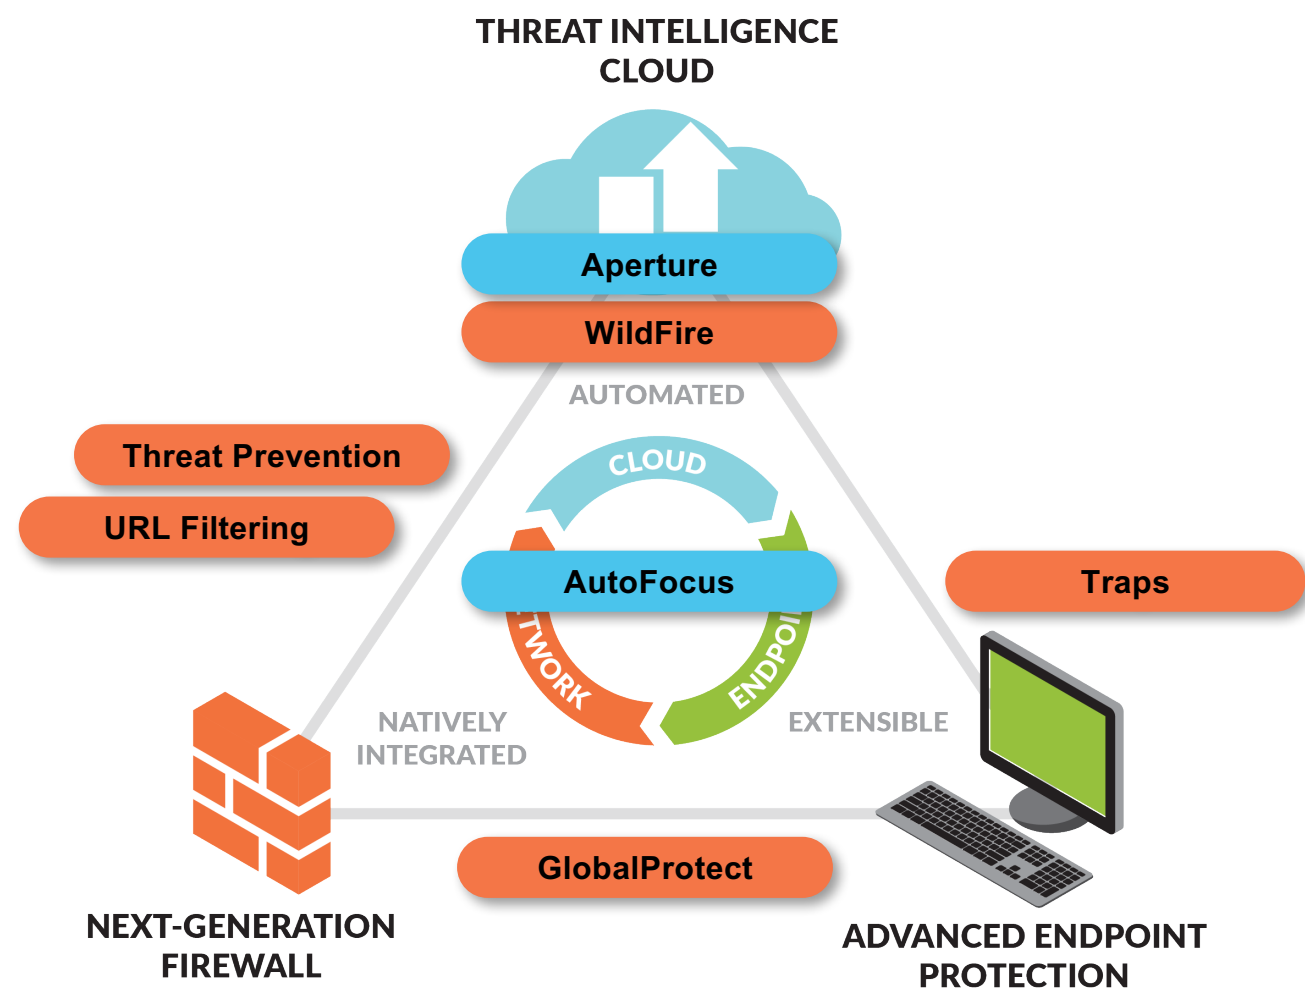 THREAT INTELLIGENCE
CLOUD
Aperture
WildFire
AUTOMATED
Threat Prevention
URL Filtering
CLOUD
AutoFocus
Traps
NATIVELY
INTEGRATED
EXTENSIBLE
GlobalProtect
NEXT-GENERATION
FIREWALL
ADVANCED ENDPOINT
PROTECTION